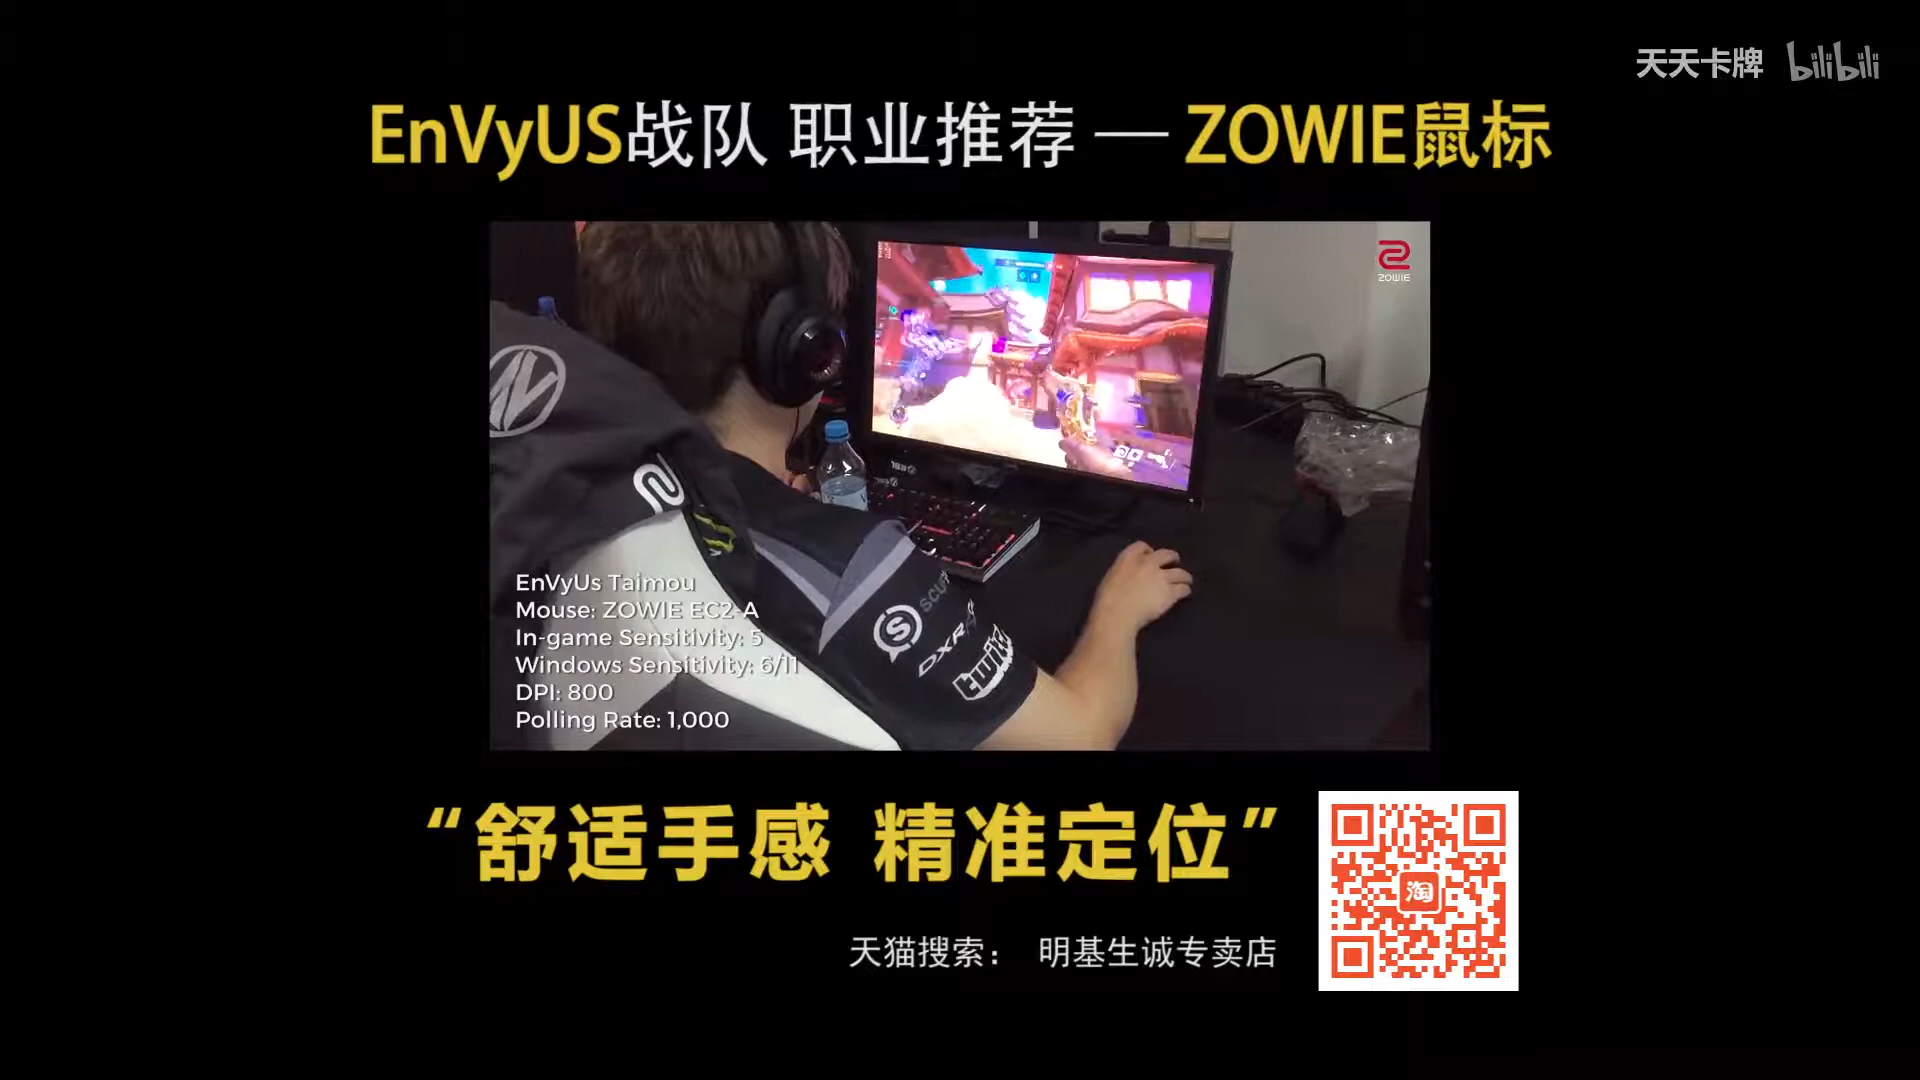 天天卡牌 bilibili
EnVyUS战队 职业推荐 — ZOWIE鼠标
ZOWIE
EnVyUs Taimou
Mouse: ZOWIE EC2-A
In-game Sensitivity: 5
Windows Sensitivity: 6/11
DPI: 800
Polling Rate: 1,000
SCUF
DXR
twitch
“舒适手感 精准定位”
淘
天猫搜索： 明基生诚专卖店